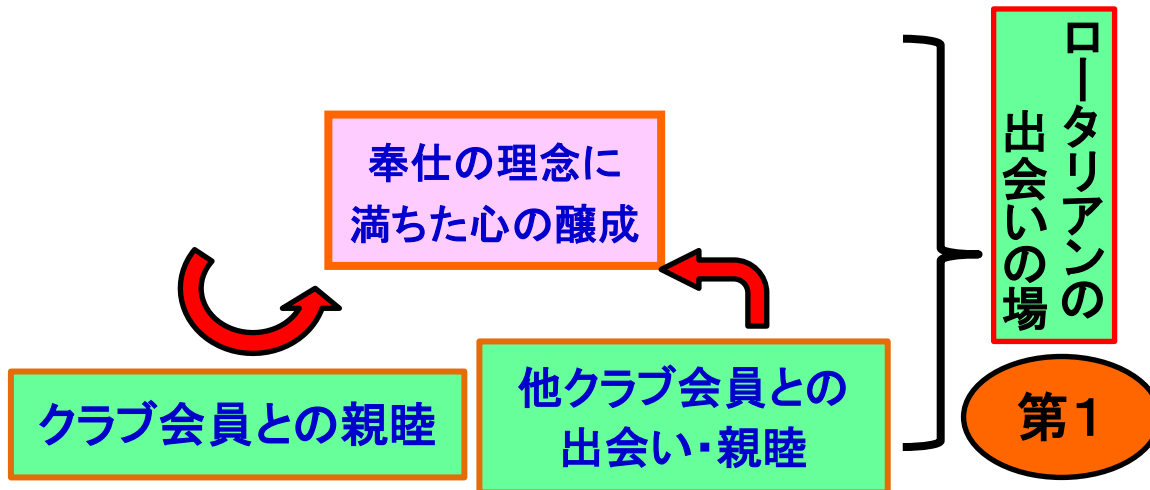 奉仕の理念に
満ちた心の醸成
クラブ会員との親睦
他クラブ会員との
出会い・親睦
ロータリアンの
出会いの場
第1